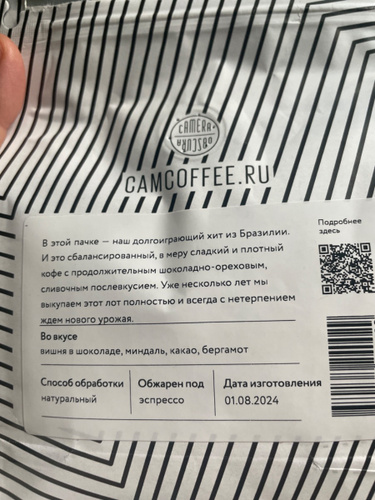 CAMERA
OBSCURA
CAMCOFFEE.RU
Подробнее
здесь
В этой пачке — наш долгоиграющий хит из Бразилии.
И это сбалансированный, в меру сладкий и плотный
кофе с продолжительным шоколадно-ореховым,
сливочным послевкусием. Уже несколько лет мы
выкупаем этот лот полностью и всегда с нетерпением
ждем нового урожая.
Во вкусе
вишня в шоколаде, миндаль, какао, бергамот
Способ обработки
натуральный
Обжарен под
эспрессо
Дата изготовления
01.08.2024